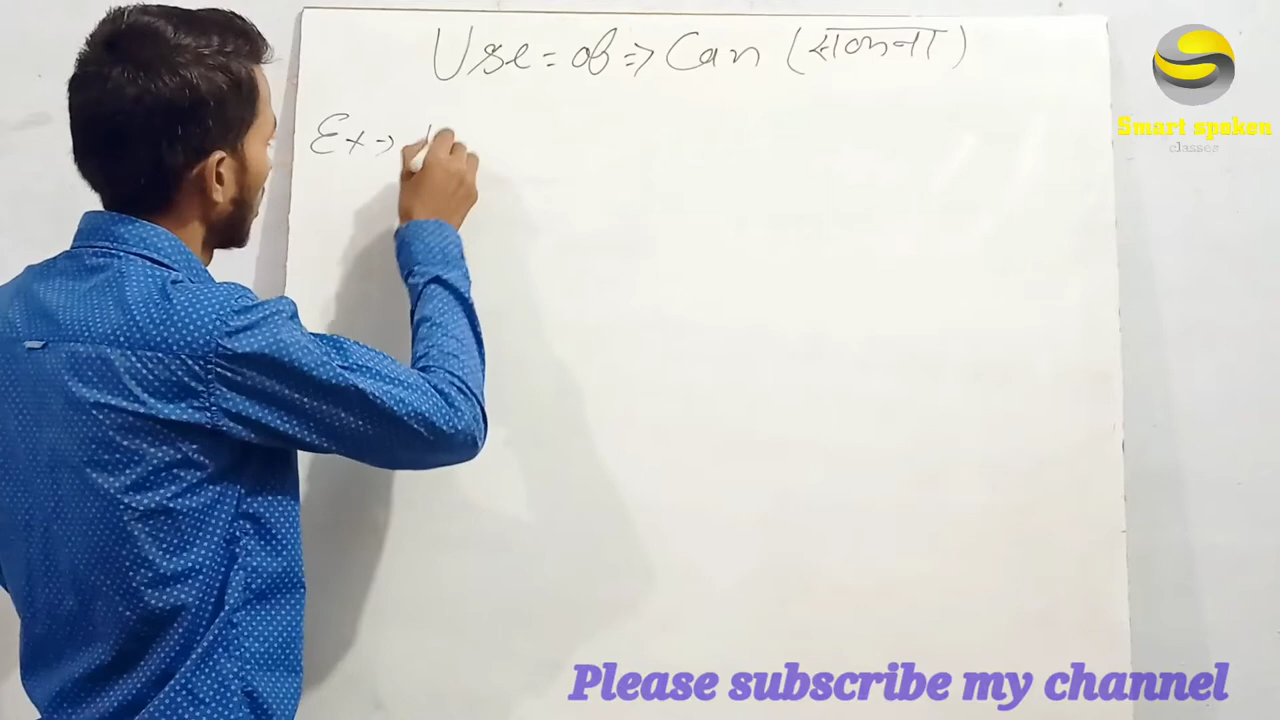 Use = of => Can (सकना)
Ex =>
Smart spoken
classes
Please subscribe my channel